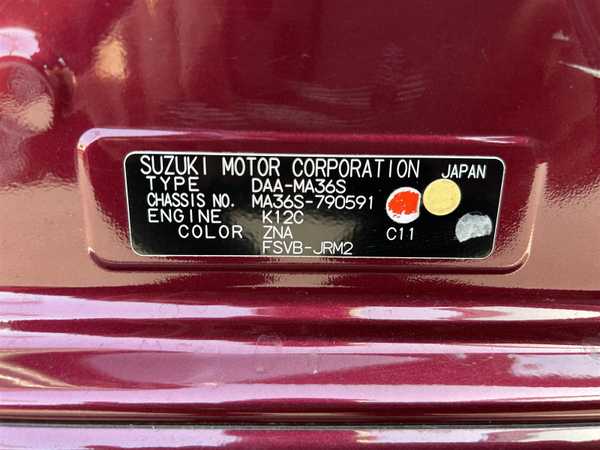 SUZUKI MOTOR CORPORATION JAPAN
TYPE DAA-MA36S
CHASSIS NO. MA36S-790591
ENGINE K12C
COLOR ZNA C11
FSVB-JRM2